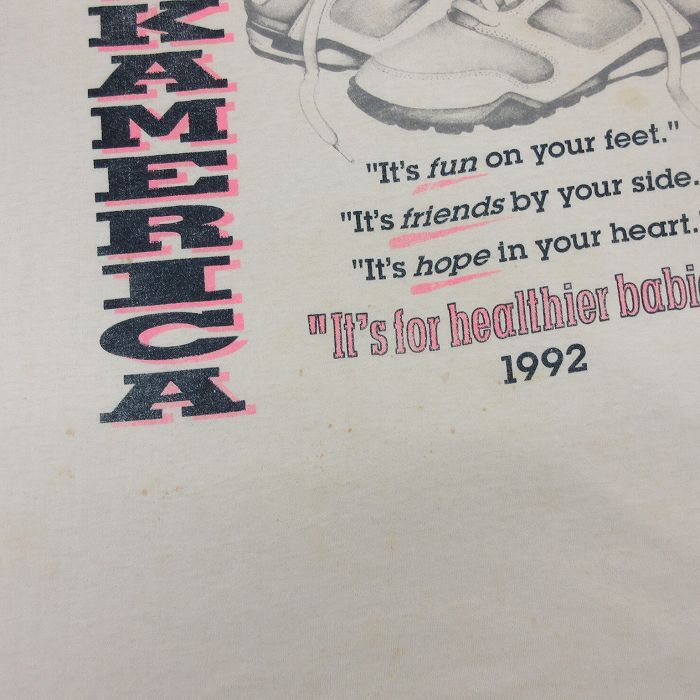 KAMERICA
"It's fun on your feet."
"It's friends by your side.
"It's hope in your heart.
"It's for healthier babi
1992